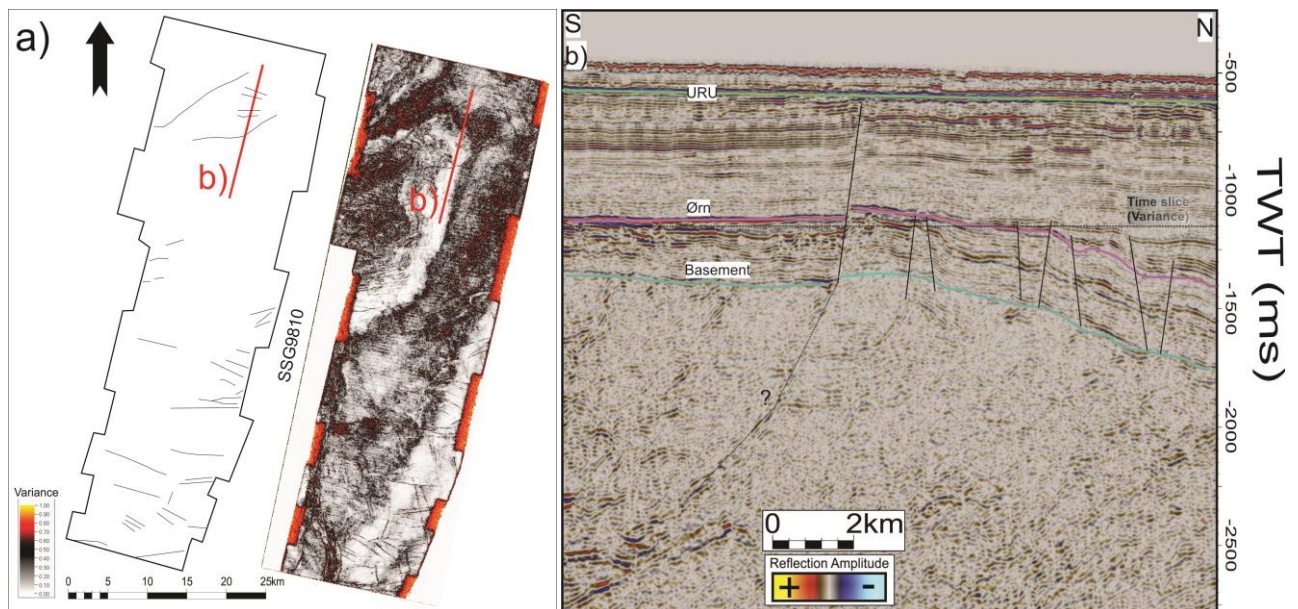 a)
b)
b)
SSG9810
Variance
1.00
0.90
0.80
0.70
0.60
0.50
0.40
0.30
0.20
0.10
0.00
0 5 10 15 20 25km
S
N
b)
URU
Ørn
Time slice
(Variance)
Basement
?
-500
-1000
-1500
-2000
-2500
TWT (ms)
0 2km
Reflection Amplitude
+ -